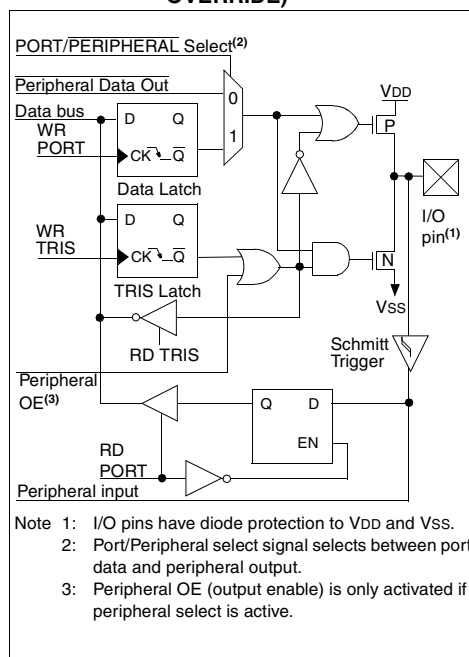 OVERRIDE)
PORT/PERIPHERAL Select(2)
Peripheral Data Out
Data bus
WR
PORT
D Q
CK Q
Data Latch
0
1
VDD
P
I/O
pin(1)
WR
TRIS
D Q
CK Q
TRIS Latch
N
VSS
RD TRIS
Schmitt
Trigger
Peripheral
OE(3)
Q D
EN
RD
PORT
Peripheral input
Note 1: I/O pins have diode protection to VDD and VSS.
2: Port/Peripheral select signal selects between port
data and peripheral output.
3: Peripheral OE (output enable) is only activated if
peripheral select is active.